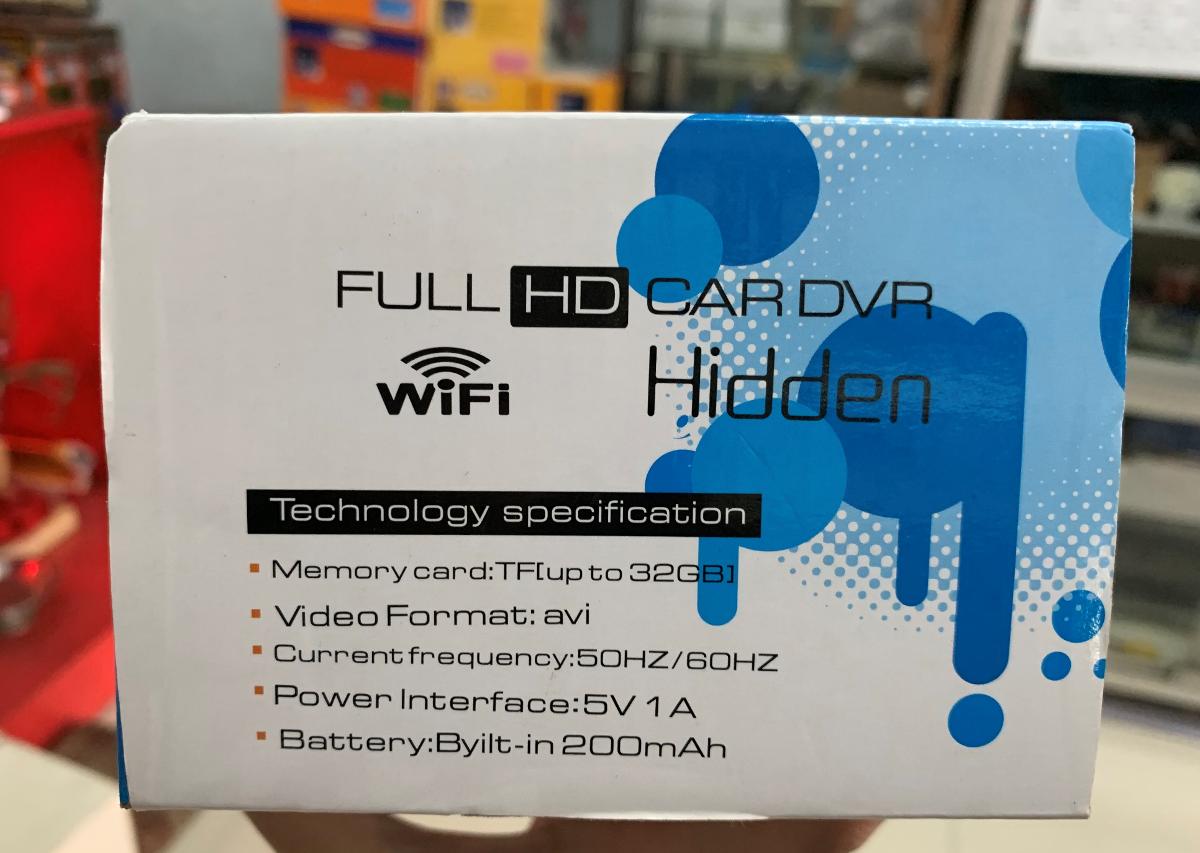 FULL HD CAR DVR
WiFi Hidden
Technology specification
Memory card:TF[up to 32GB]
Video Format: avi
Current frequency:50HZ/60HZ
Power Interface:5V 1A
Battery:Byilt-in 200mAh